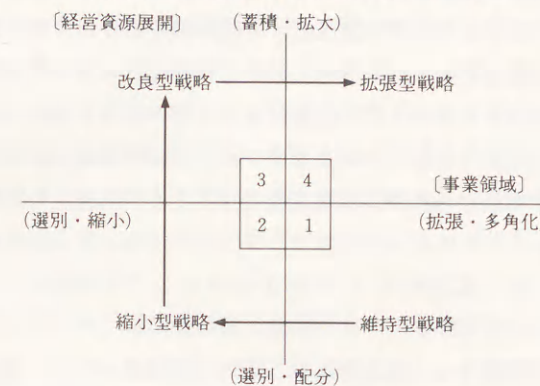 〔経営資源展開〕 (蓄積・拡大)
改良型戦略 拡張型戦略
3 4
〔事業領域〕
(選別・縮小) (拡張・多角化)
2 1
縮小型戦略 維持型戦略
(選別・配分)